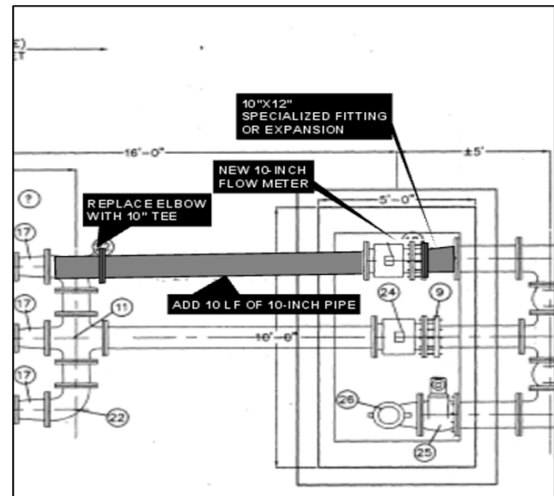 E)
ET
10"X12"
SPECIALIZED FITTING
OR EXPANSION
16'-0"
±5'
NEW 10-INCH
FLOW METER
5'-0"
?
REPLACE ELBOW
WITH 10" TEE
17
ADD 10 LF OF 10-INCH PIPE
17
11
24
9
10'-0"
17
22
26
25